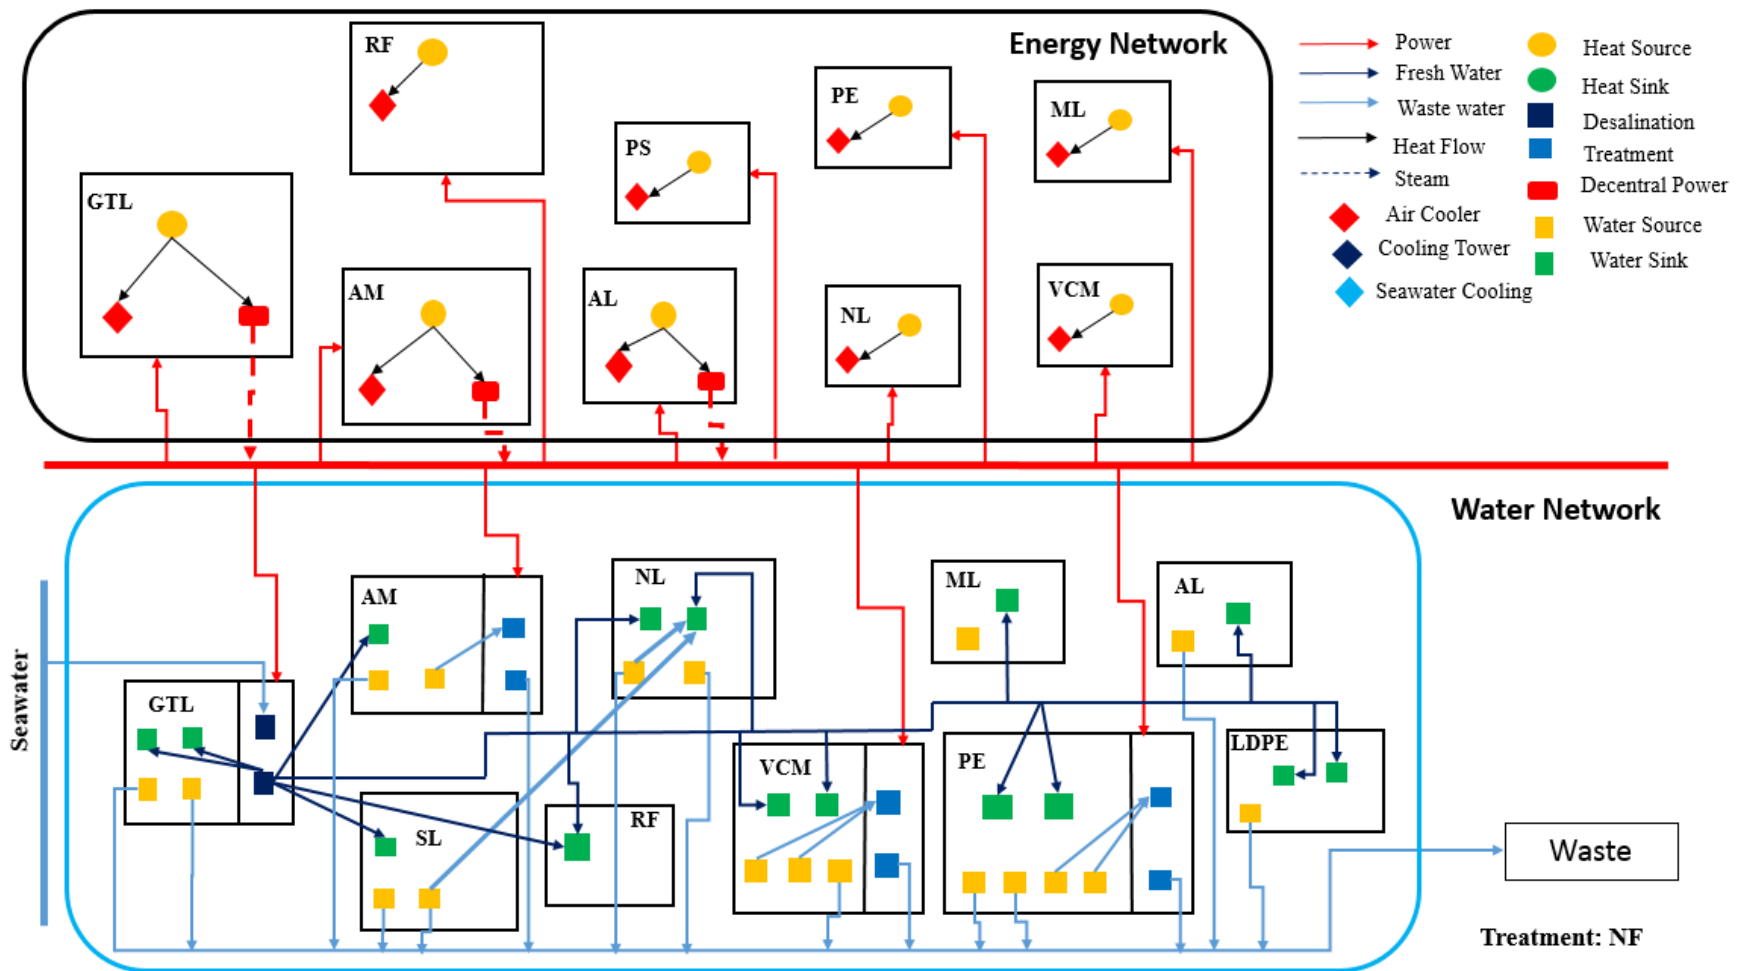 Energy Network
RF
PE
ML
PS
GTL
AM
AL
NL
VCM
Power
Fresh Water
Waste water
Heat Flow
Steam
Air Cooler
Cooling Tower
Seawater Cooling
Heat Source
Heat Sink
Desalination
Treatment
Decentral Power
Water Source
Water Sink
Water Network
Seawater
AM
NL
ML
AL
GTL
SL
RF
VCM
PE
LDPE
Waste
Treatment: NF